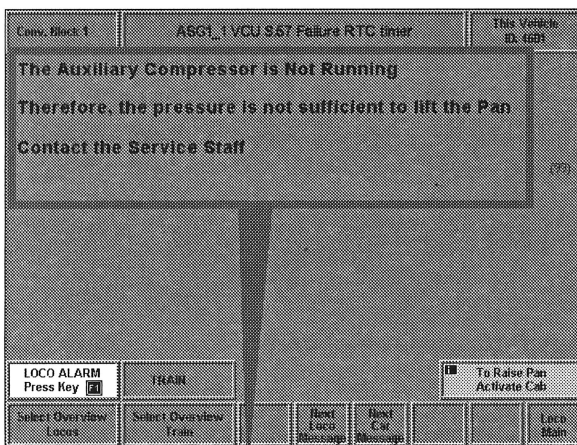 Conv. Block 1
ASG1_1 VCU S.67 Failure RTC timer
This Vehicle
ID: 4601
The Auxiliary Compressor is Not Running
Therefore, the pressure is not sufficient to lift the Pan
Contact the Service Staff
LOCO ALARM
Press Key F1
TRAIN
To Raise Pan
Activate Cab
Select Overview
Locos
Select Overview
Train
Next
Loco
Message
Next
Car
Message
Loco
Main